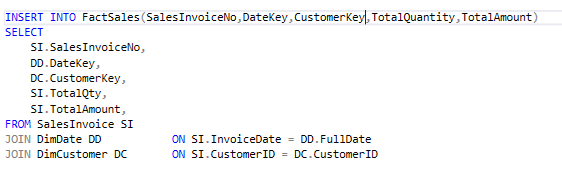 INSERT INTO FactSales(SalesInvoiceNo,DateKey,CustomerKey,TotalQuantity,TotalAmount)
SELECT
SI.SalesInvoiceNo,
DD.DateKey,
DC.CustomerKey,
SI.TotalQty,
SI.TotalAmount,
FROM SalesInvoice SI
JOIN DimDate DD ON SI.InvoiceDate = DD.FullDate
JOIN DimCustomer DC ON SI.CustomerID = DC.CustomerID